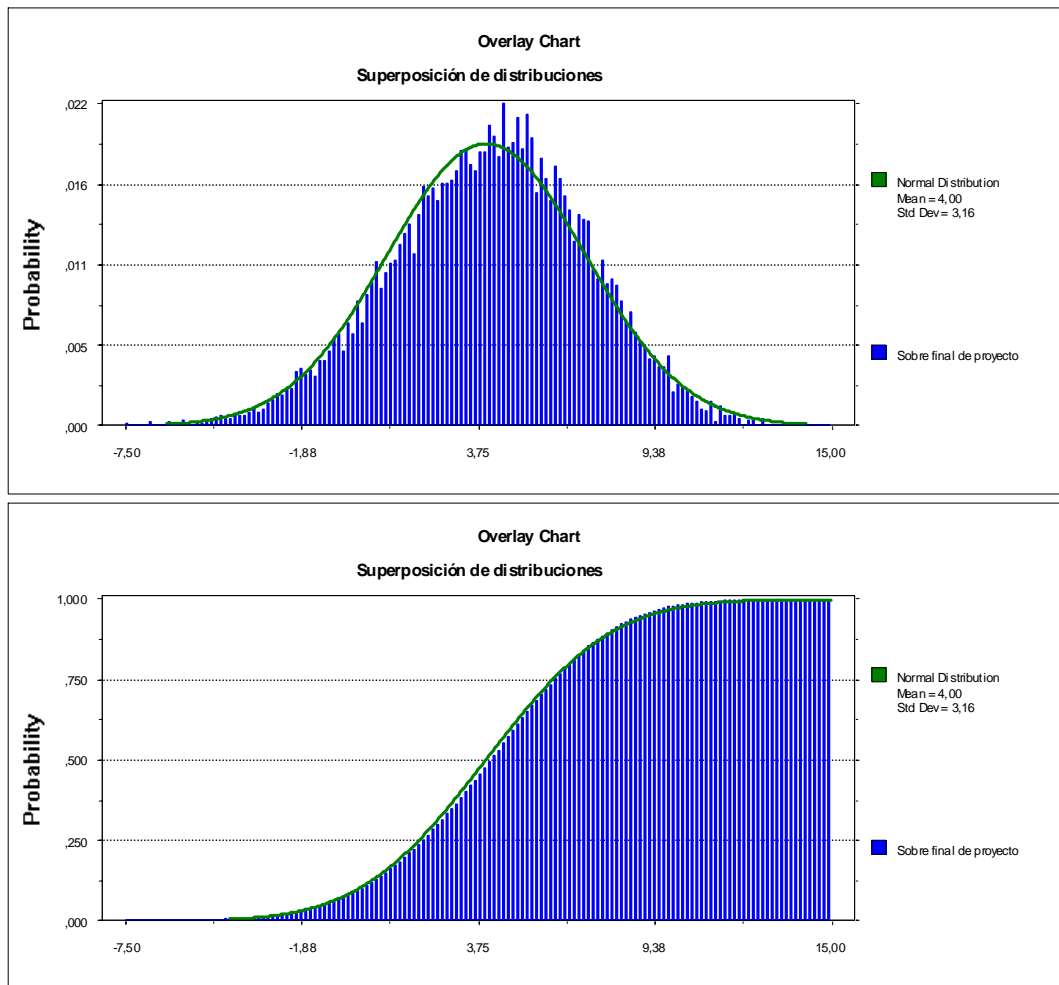 Overlay Chart
Superposición de distribuciones
Probability
,022
,016
,011
,005
,000
-7,50
-1,88
3,75
9,38
15,00
Normal Distribution
Mean = 4,00
Std Dev = 3,16
Sobre final de proyecto
Overlay Chart
Superposición de distribuciones
Probability
1,000
,750
,500
,250
,000
-7,50
-1,88
3,75
9,38
15,00
Normal Distribution
Mean = 4,00
Std Dev = 3,16
Sobre final de proyecto